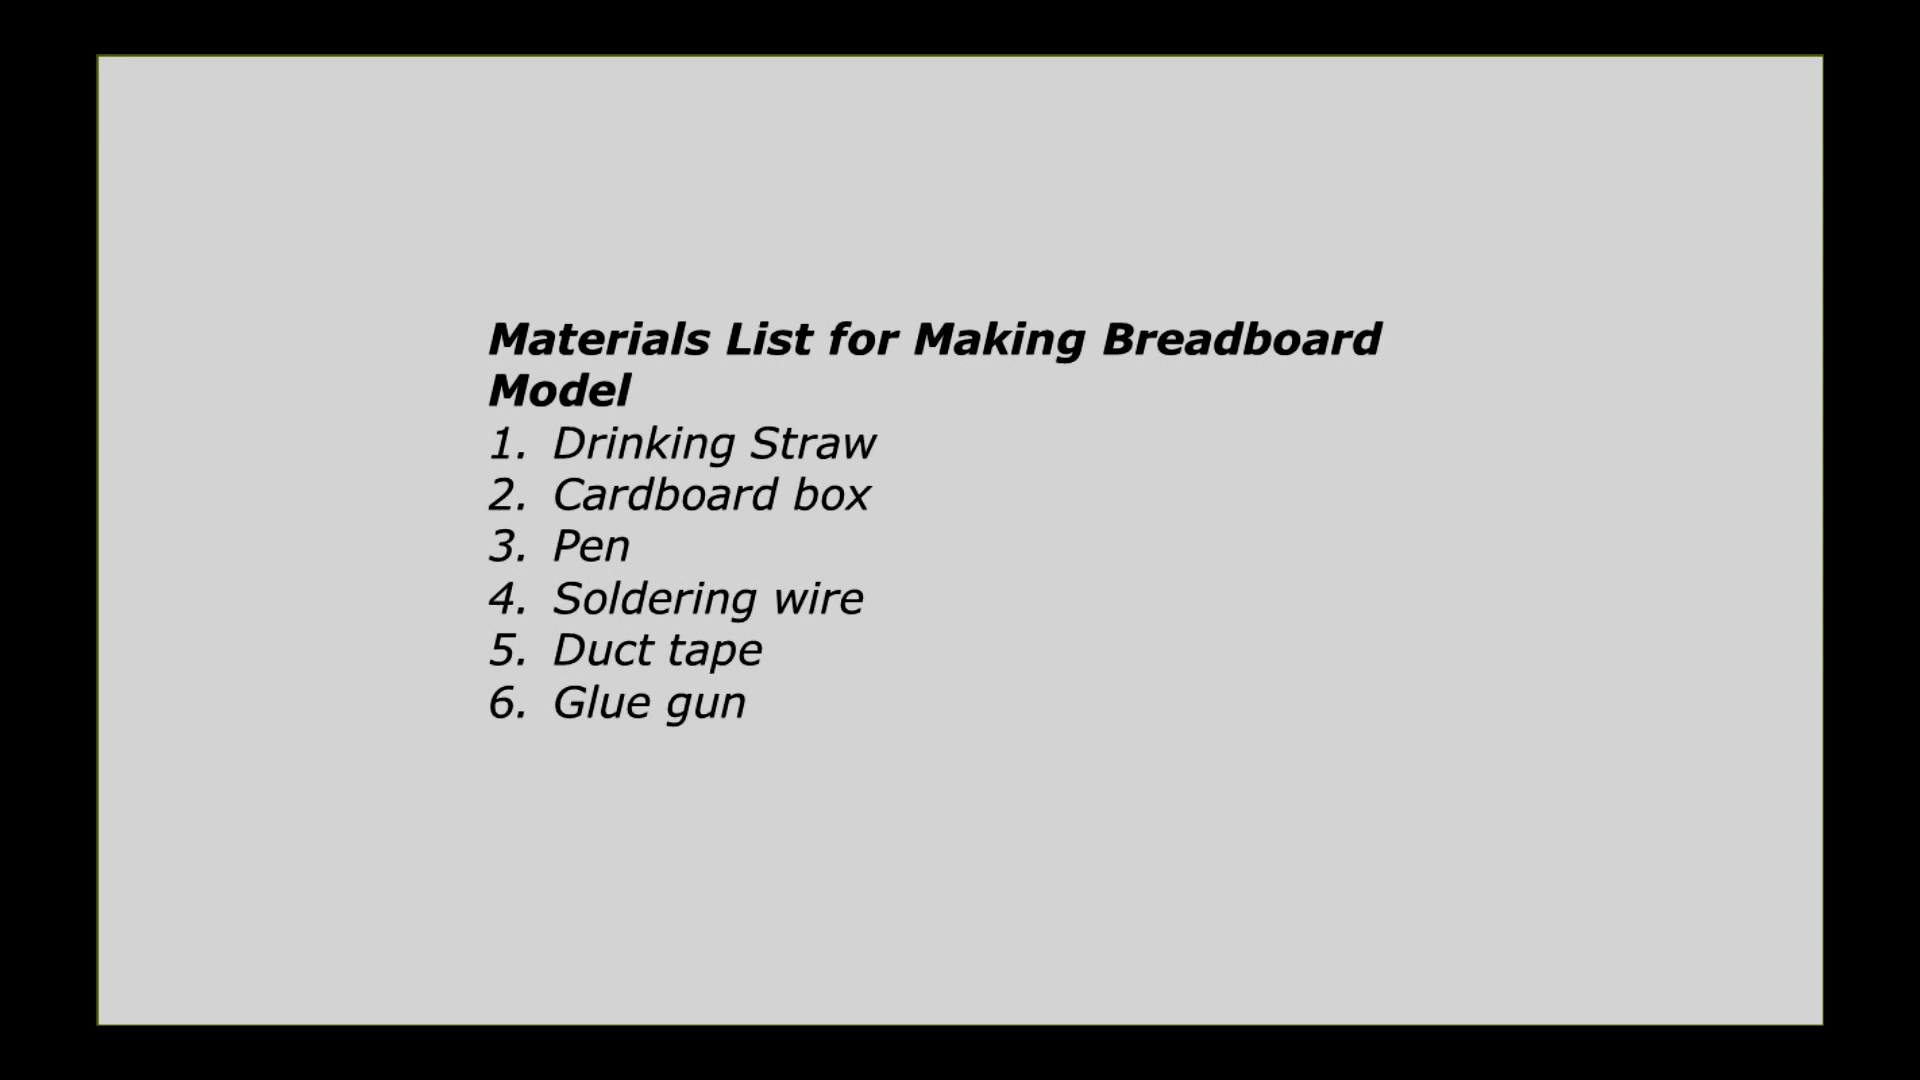 Materials List for Making Breadboard
Model
1. Drinking Straw
2. Cardboard box
3. Pen
4. Soldering wire
5. Duct tape
6. Glue gun